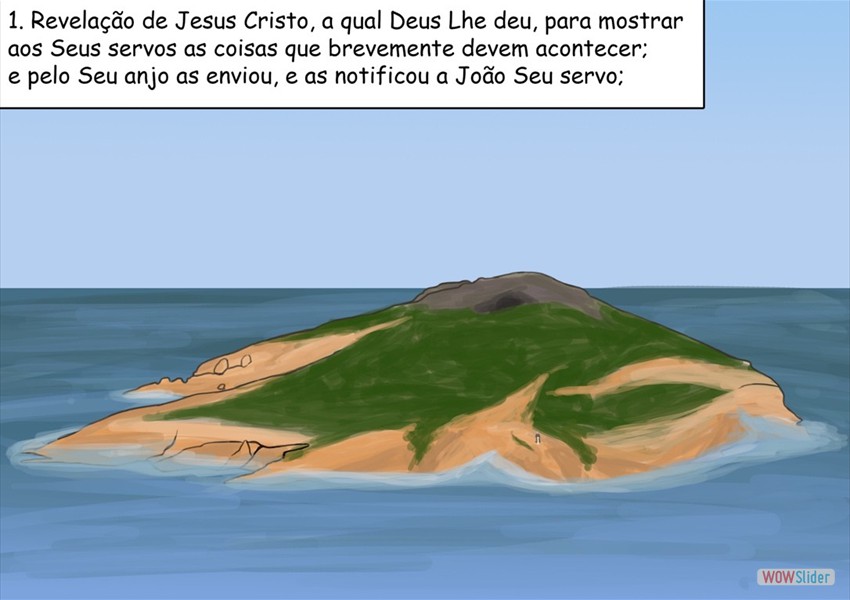 1. Revelação de Jesus Cristo, a qual Deus Lhe deu, para mostrar
aos Seus servos as coisas que brevemente devem acontecer;
e pelo Seu anjo as enviou, e as notificou a João Seu servo;
WOWSlider